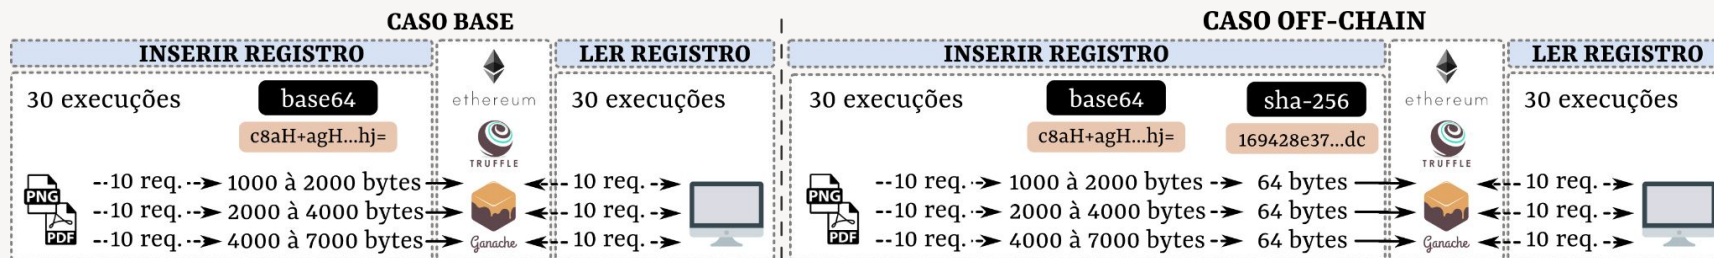 CASO BASE
INSERIR REGISTRO
LER REGISTRO
30 execuções
base64
c8aH+agH...hj=
ethereum
TRUFFLE
Ganache
30 execuções
PNG
PDF
10 req.
1000 à 2000 bytes
10 req.
10 req.
2000 à 4000 bytes
10 req.
10 req.
4000 à 7000 bytes
10 req.
CASO OFF-CHAIN
INSERIR REGISTRO
LER REGISTRO
30 execuções
base64
c8aH+agH...hj=
sha-256
169428e37...dc
ethereum
TRUFFLE
Ganache
30 execuções
PNG
PDF
10 req.
1000 à 2000 bytes
64 bytes
10 req.
10 req.
2000 à 4000 bytes
64 bytes
10 req.
10 req.
4000 à 7000 bytes
64 bytes
10 req.